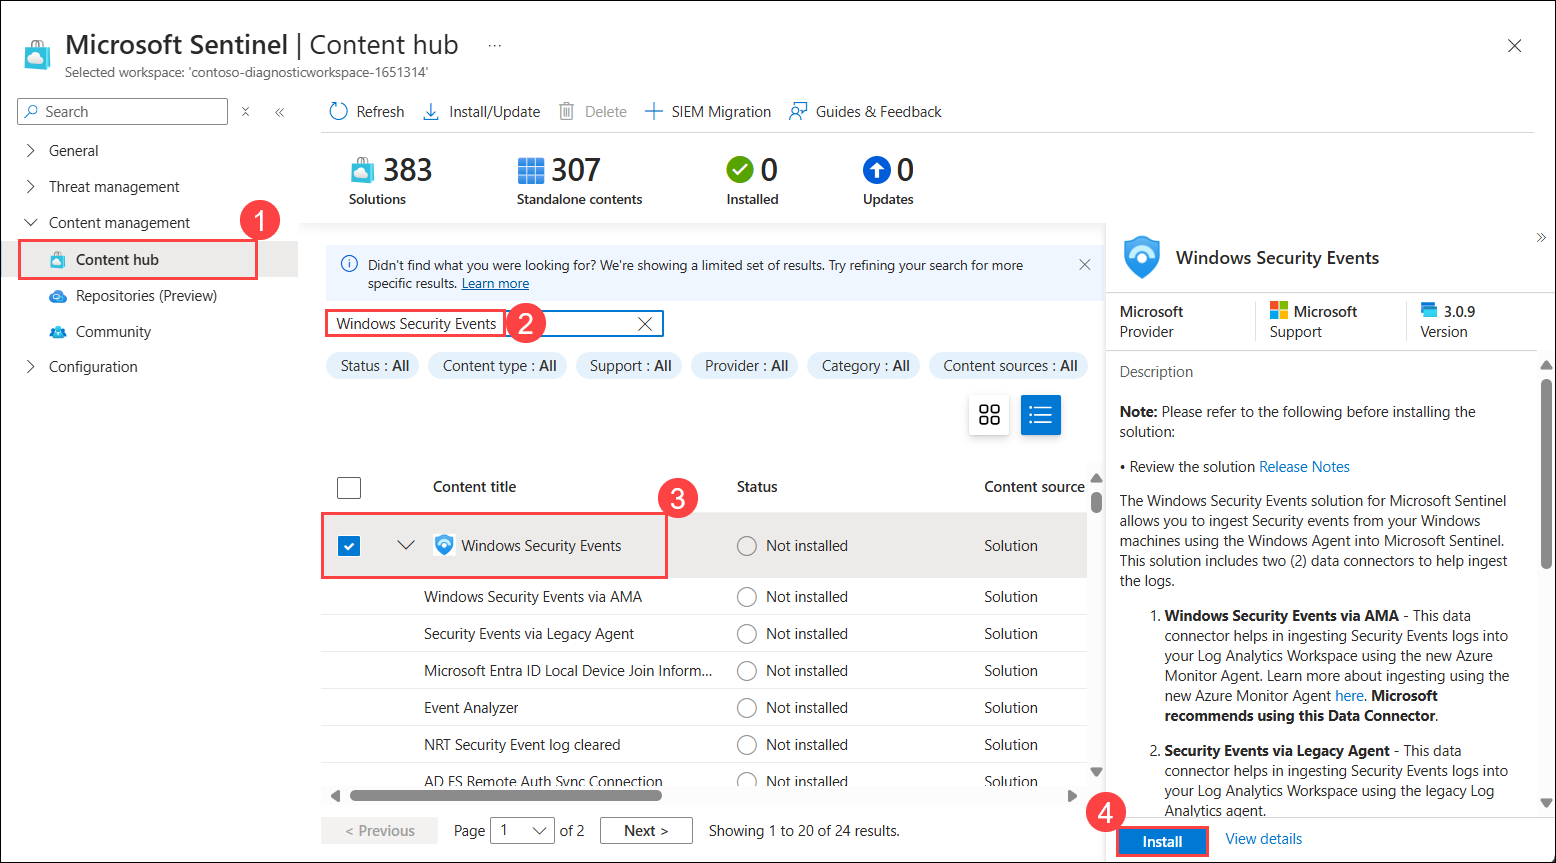 Microsoft Sentinel | Content hub ...
Selected workspace: 'contoso-diagnosticworkspace-1651314'
Search
General
Threat management
Content management
1
Content hub
Repositories (Preview)
Community
Configuration
Refresh
Install/Update
Delete
SIEM Migration
Guides & Feedback
383
Solutions
307
Standalone contents
0
Installed
0
Updates
Didn't find what you were looking for? We're showing a limited set of results. Try refining your search for more
specific results. Learn more
Windows Security Events
2
Status : All
Content type : All
Support : All
Provider : All
Category : All
Content sources : All
Content title
Status
Content source
3
Windows Security Events
Not installed
Solution
Windows Security Events via AMA
Not installed
Solution
Security Events via Legacy Agent
Not installed
Solution
Microsoft Entra ID Local Device Join Inform...
Not installed
Solution
Event Analyzer
Not installed
Solution
NRT Security Event log cleared
Not installed
Solution
AD FS Remote Auth Sync Connection
Not installed
Solution
< Previous
Page 1 of 2
Next >
Showing 1 to 20 of 24 results.
Windows Security Events
Microsoft
Provider
Microsoft
Support
3.0.9
Version
Description
Note: Please refer to the following before installing the
solution:
• Review the solution Release Notes
The Windows Security Events solution for Microsoft Sentinel
allows you to ingest Security events from your Windows
machines using the Windows Agent into Microsoft Sentinel.
This solution includes two (2) data connectors to help ingest
the logs.
1. Windows Security Events via AMA - This data
connector helps in ingesting Security Events logs into
your Log Analytics Workspace using the new Azure
Monitor Agent. Learn more about ingesting using the
new Azure Monitor Agent here. Microsoft
recommends using this Data Connector.
2. Security Events via Legacy Agent - This data
connector helps in ingesting Security Events logs into
your Log Analytics Workspace using the legacy Log
Analytics agent.
4
Install
View details